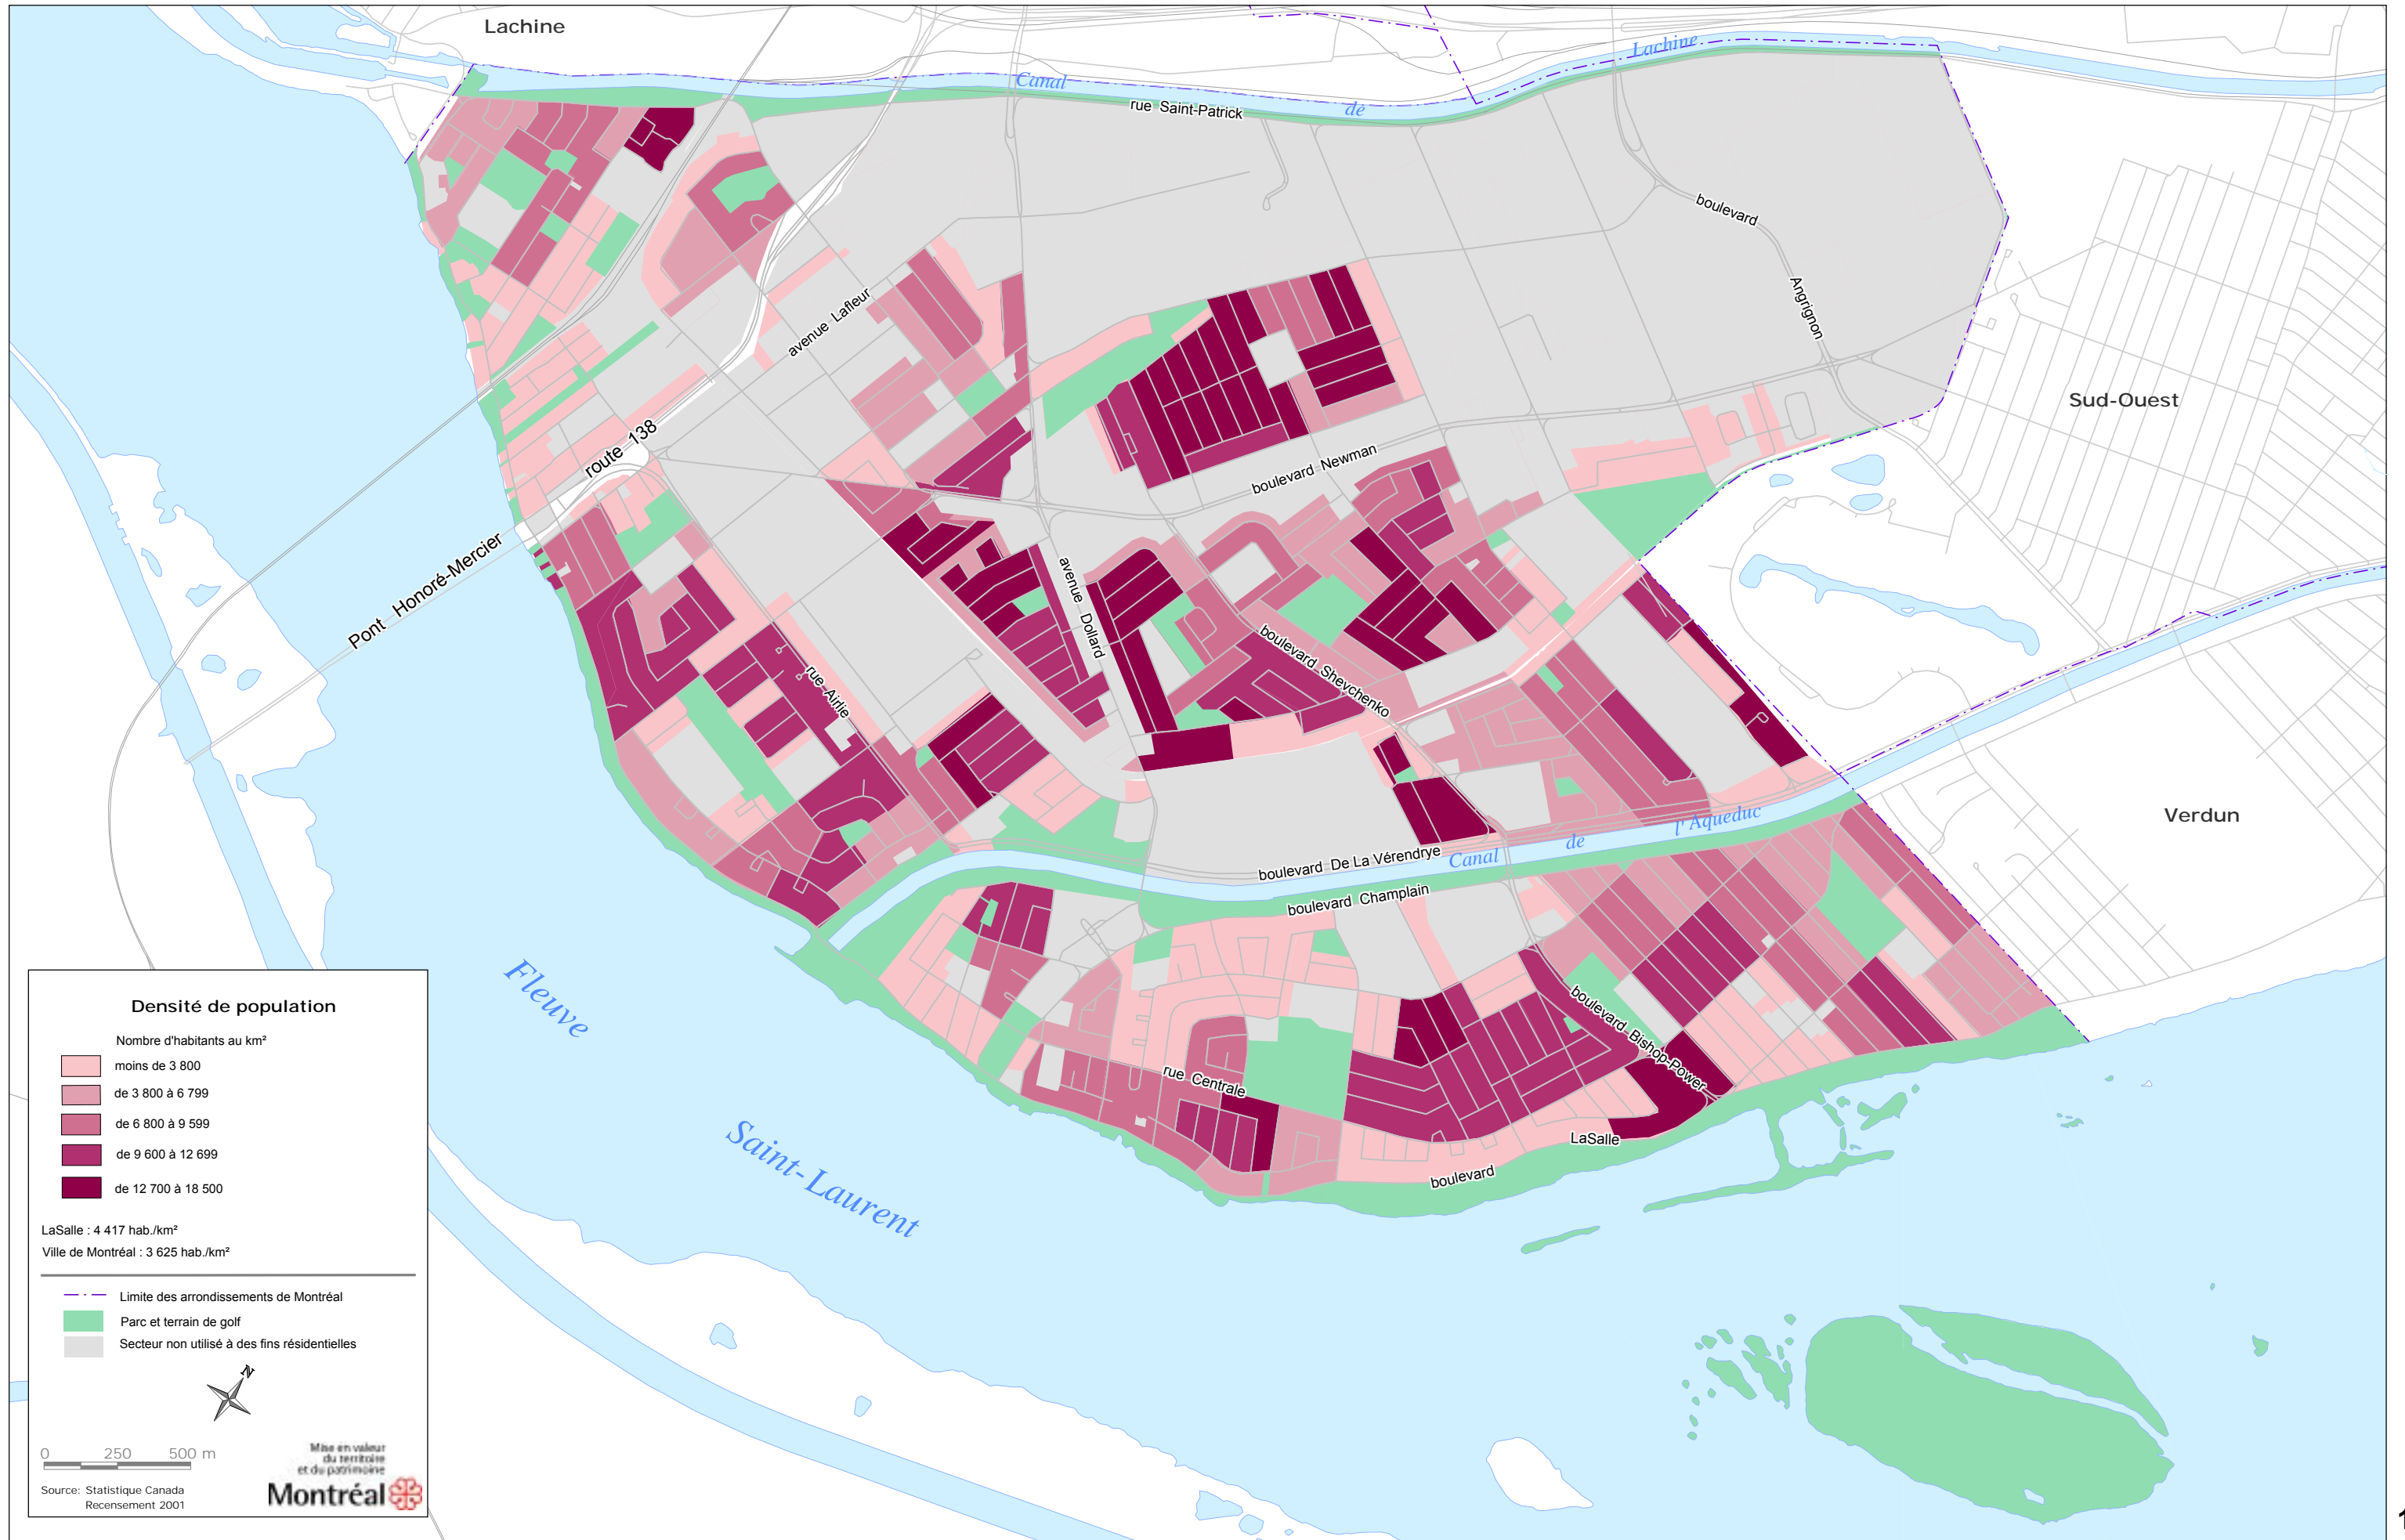 Lachine
Canal
de
Lachine
rue Saint-Patrick
boulevard
Angrignon
avenue Lafleur
Sud-Ouest
route 138
boulevard Newman
Pont Honoré-Mercier
avenue Dollard
boulevard Shevchenko
rue Airlie
Verdun
boulevard De La Vérendrye
Canal
de
l' Aqueduc
boulevard Champlain
Fleuve
Saint-Laurent
boulevard Bishop-Power
rue Centrale
boulevard
LaSalle
Densité de population
Nombre d'habitants au km²
moins de 3 800
de 3 800 à 6 799
de 6 800 à 9 599
de 9 600 à 12 699
de 12 700 à 18 500
LaSalle : 4 417 hab./km²
Ville de Montréal : 3 625 hab./km²
Limite des arrondissements de Montréal
Parc et terrain de golf
Secteur non utilisé à des fins résidentielles
N
0 250 500 m
Source: Statistique Canada
Recensement 2001
Mise en valeur
du territoire
et du patrimoine
Montréal